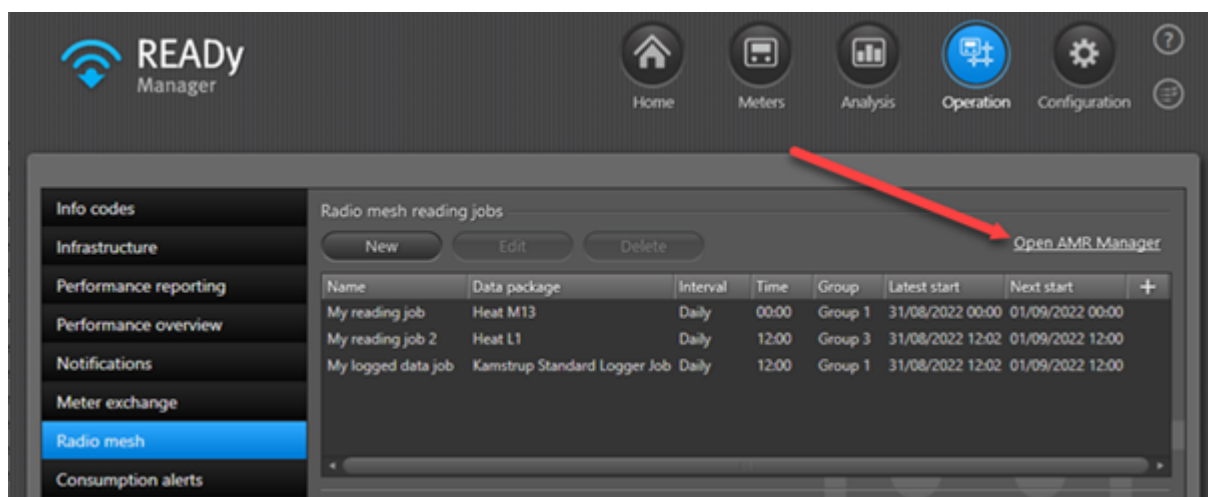 READy
Manager
Home Meters Analysis Operation Configuration
?
Info codes
Infrastructure
Performance reporting
Performance overview
Notifications
Meter exchange
Radio mesh
Consumption alerts
Radio mesh reading jobs
New Edit Delete Open AMR Manager
Name Data package Interval Time Group Latest start Next start +
My reading job Heat M13 Daily 00:00 Group 1 31/08/2022 00:00 01/09/2022 00:00
My reading job 2 Heat L1 Daily 12:00 Group 3 31/08/2022 12:02 01/09/2022 12:00
My logged data job Kamstrup Standard Logger Job Daily 12:00 Group 1 31/08/2022 12:02 01/09/2022 12:00